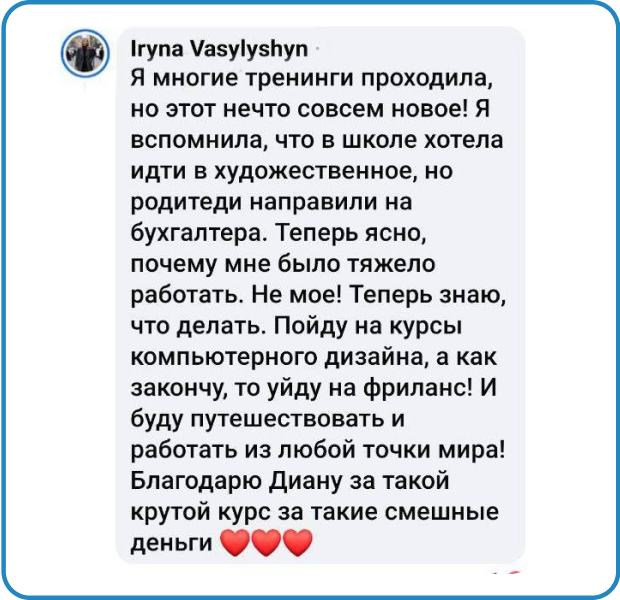 Iryna Vasylyshyn
Я многие тренинги проходила,
но этот нечто совсем новое! Я
вспомнила, что в школе хотела
идти в художественное, но
родитеди направили на
бухгалтера. Теперь ясно,
почему мне было тяжело
работать. Не мое! Теперь знаю,
что делать. Пойду на курсы
компьютерного дизайна, а как
закончу, то уйду на фриланс! И
буду путешествовать и
работать из любой точки мира!
Благодарю Диану за такой
крутой курс за такие смешные
деньги ❤️❤️❤️